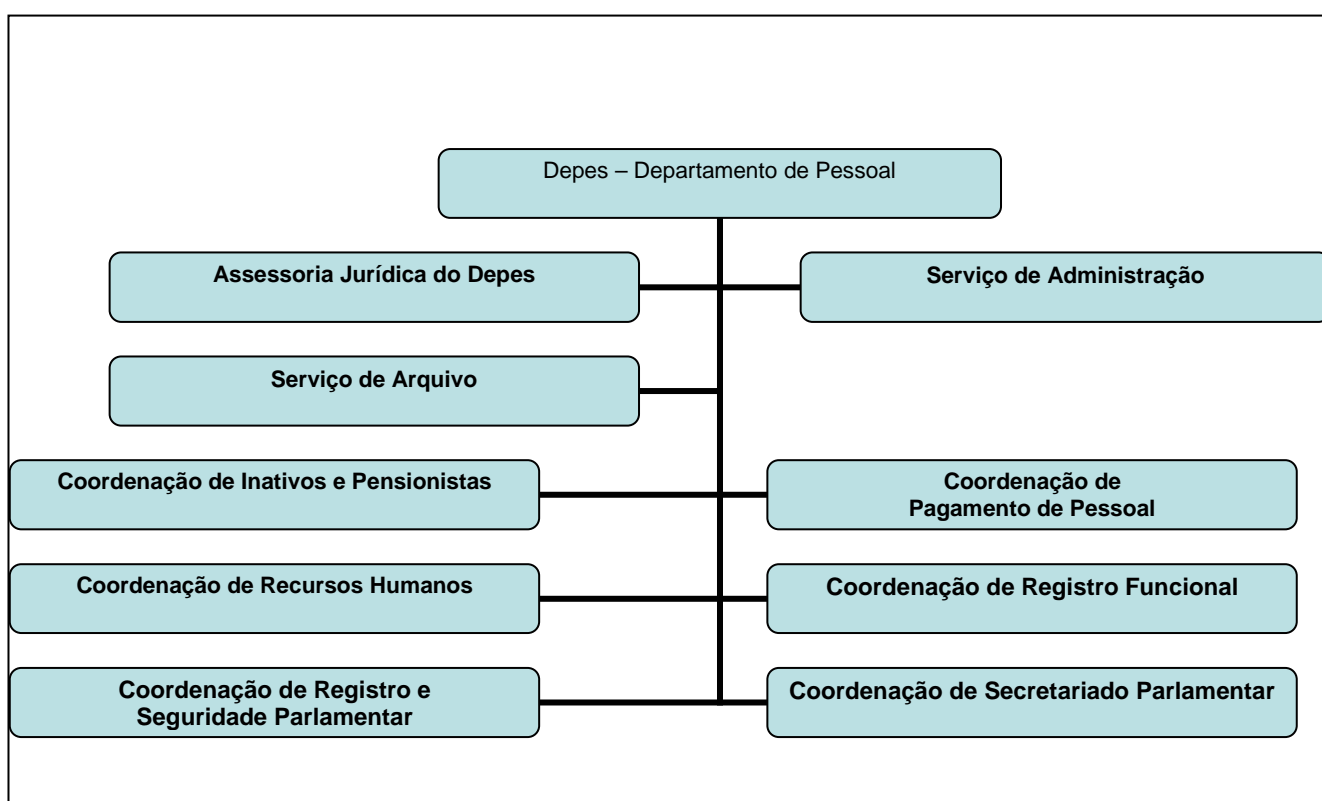 Depes – Departamento de Pessoal
Assessoria Jurídica do Depes
Serviço de Administração
Serviço de Arquivo
Coordenação de Inativos e Pensionistas
Coordenação de
Pagamento de Pessoal
Coordenação de Recursos Humanos
Coordenação de Registro Funcional
Coordenação de Registro e
Seguridade Parlamentar
Coordenação de Secretariado Parlamentar